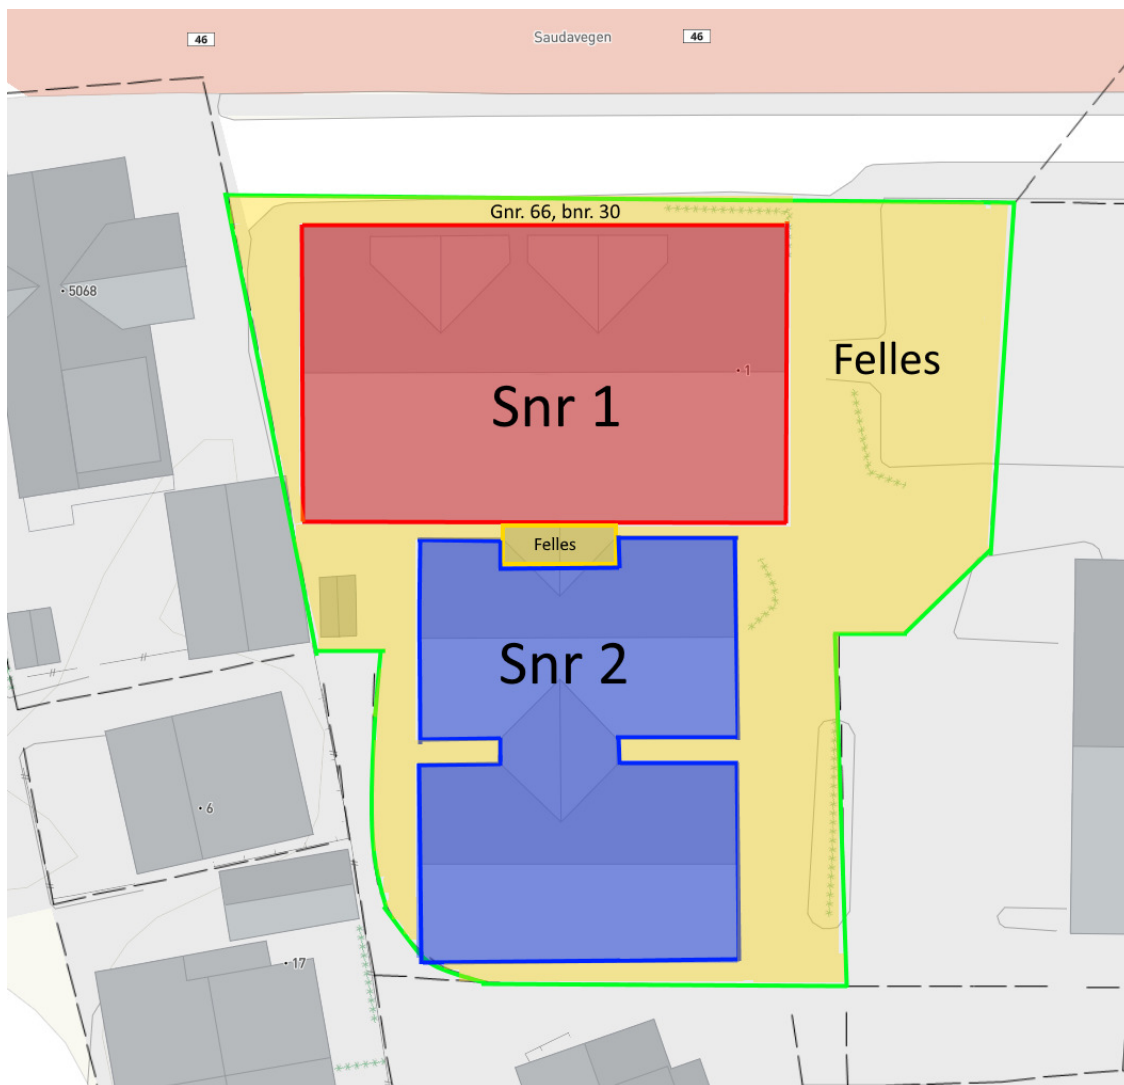 46
Saudavegen
46
Gnr. 66, bnr. 30
5068
1
Felles
Snr 1
Felles
Snr 2
6
17